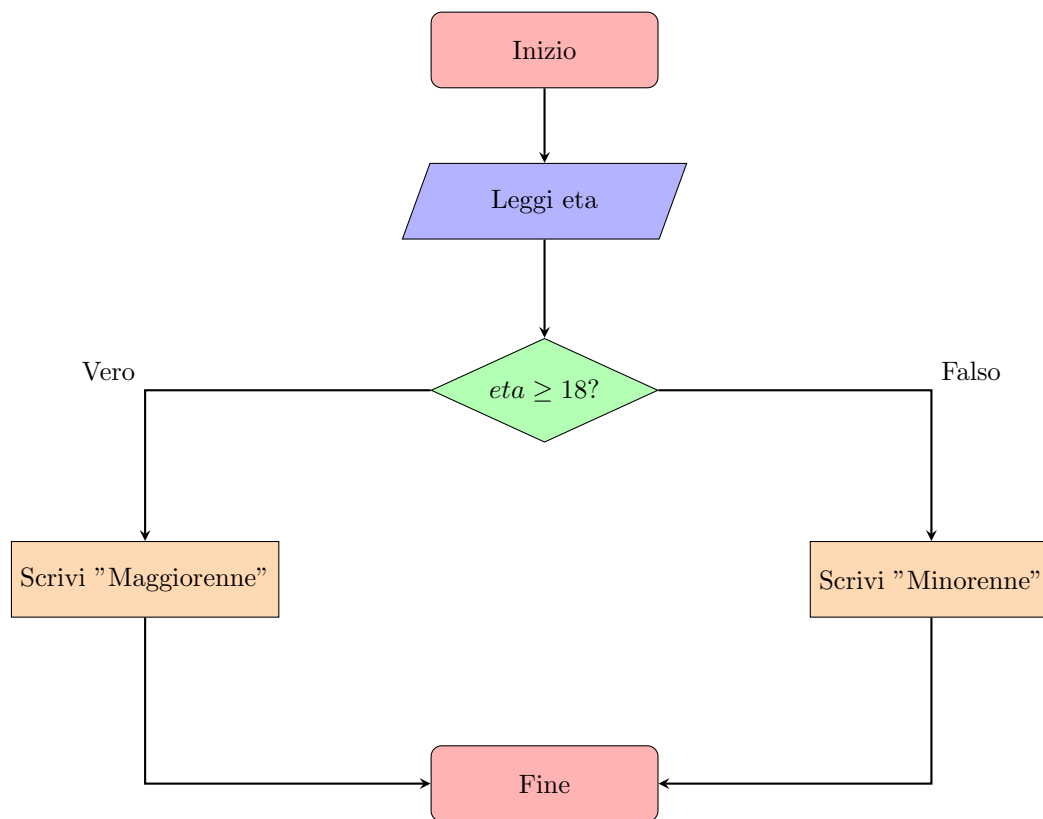 Inizio
Leggi eta
eta ≥ 18?
Vero
Falso
Scrivi ”Maggiorenne”
Scrivi ”Minorenne”
Fine